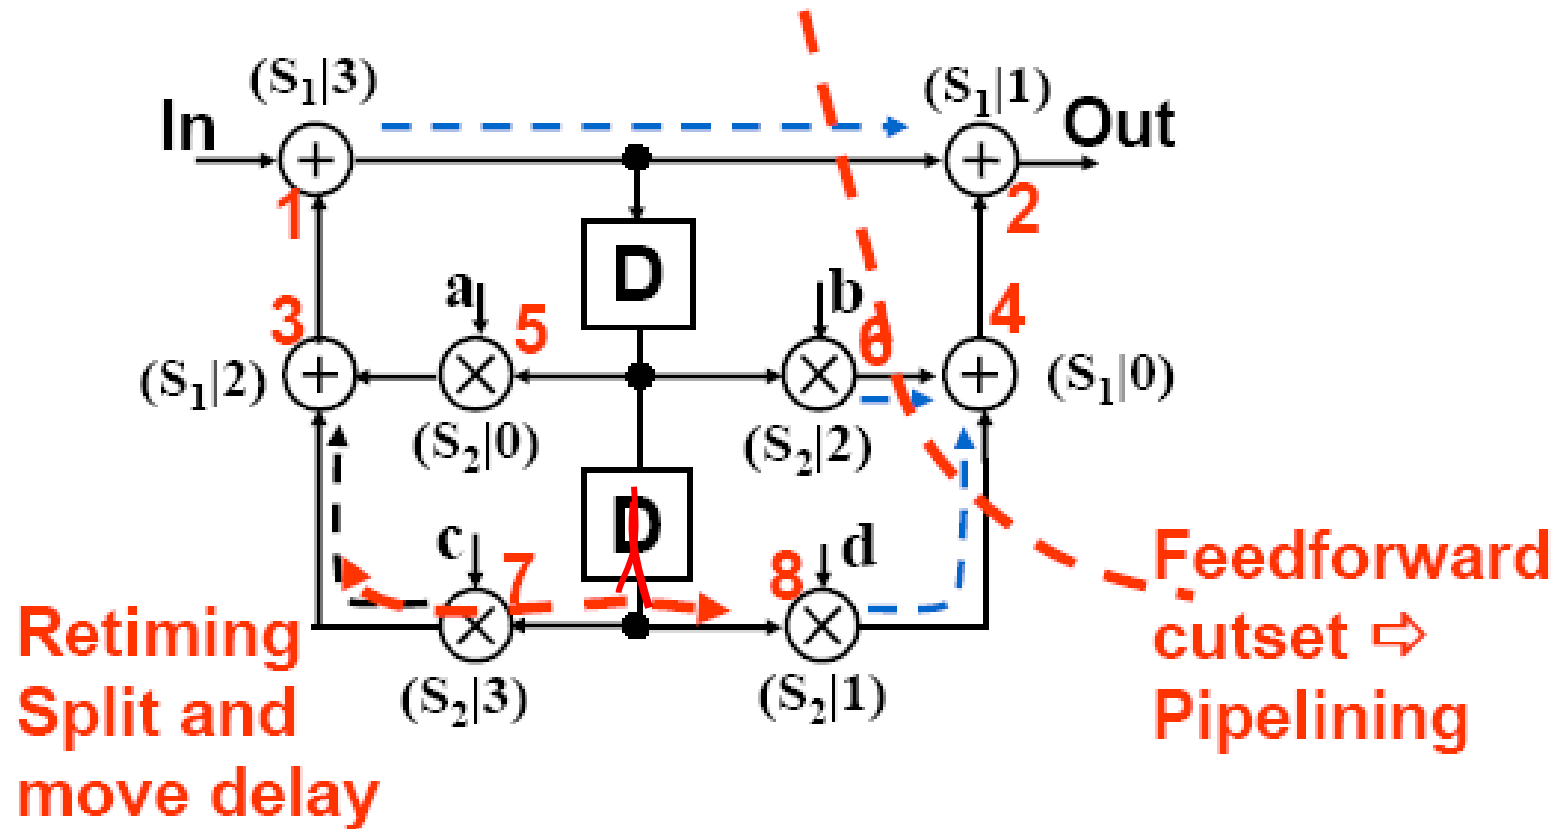 (S₁|3)
(S₁|1)
In
Out
1
2
D
a
b
3
5
6
4
(S₁|2)
(S₁|0)
(S₂|0)
(S₂|2)
D
c
7
8
d
Feedforward
cutset ⇨
Pipelining
Retiming
Split and
move delay
(S₂|3)
(S₂|1)